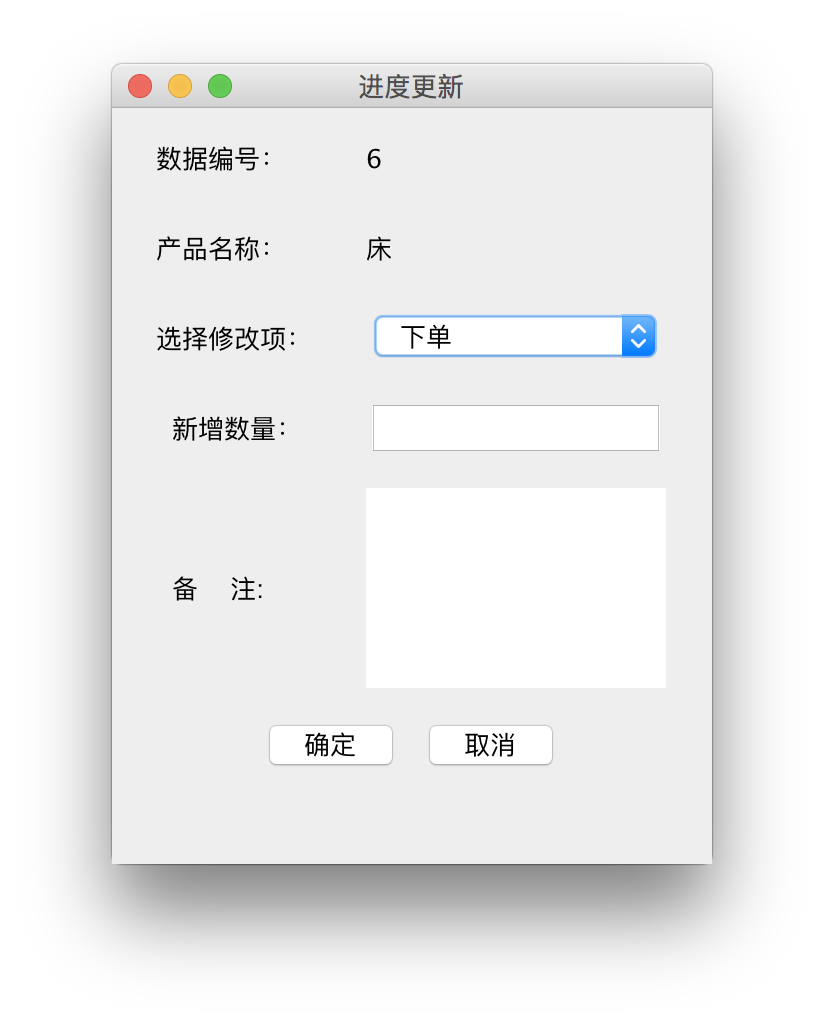 进度更新
数据编号： 6
产品名称： 床
选择修改项： 下单
新增数量：
备 注:
确定 取消